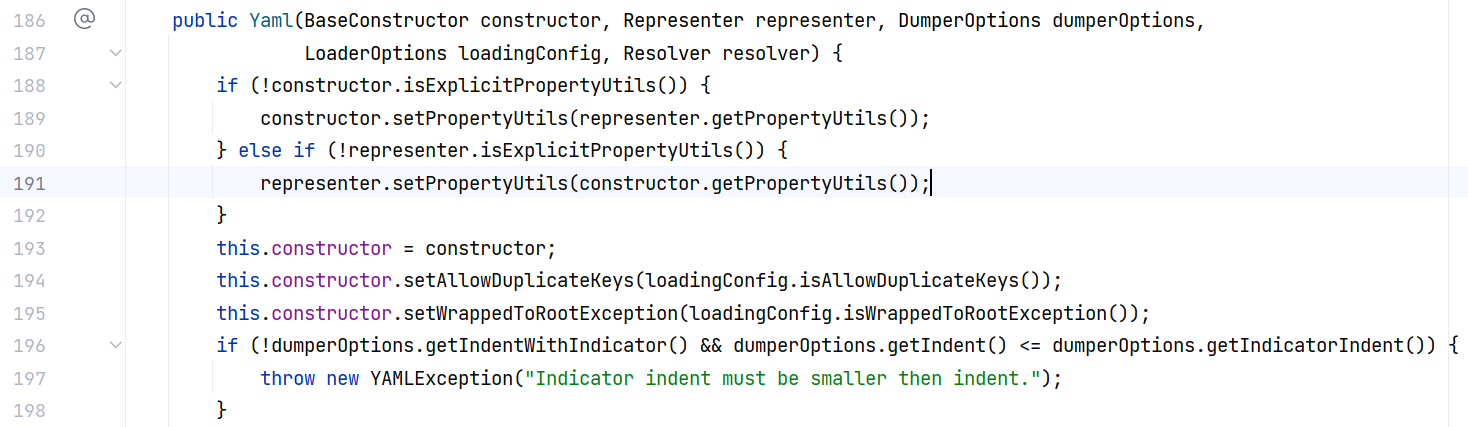 186 @ public Yaml(BaseConstructor constructor, Representer representer, DumperOptions dumperOptions,
187 LoaderOptions loadingConfig, Resolver resolver) {
188 if (!constructor.isExplicitPropertyUtils()) {
189 constructor.setPropertyUtils(representer.getPropertyUtils());
190 } else if (!representer.isExplicitPropertyUtils()) {
191 representer.setPropertyUtils(constructor.getPropertyUtils());
192 }
193 this.constructor = constructor;
194 this.constructor.setAllowDuplicateKeys(loadingConfig.isAllowDuplicateKeys());
195 this.constructor.setWrappedToRootException(loadingConfig.isWrappedToRootException());
196 if (!dumperOptions.getIndentWithIndicator() && dumperOptions.getIndent() <= dumperOptions.getIndicatorIndent()) {
197 throw new YAMLException("Indicator indent must be smaller then indent.");
198 }